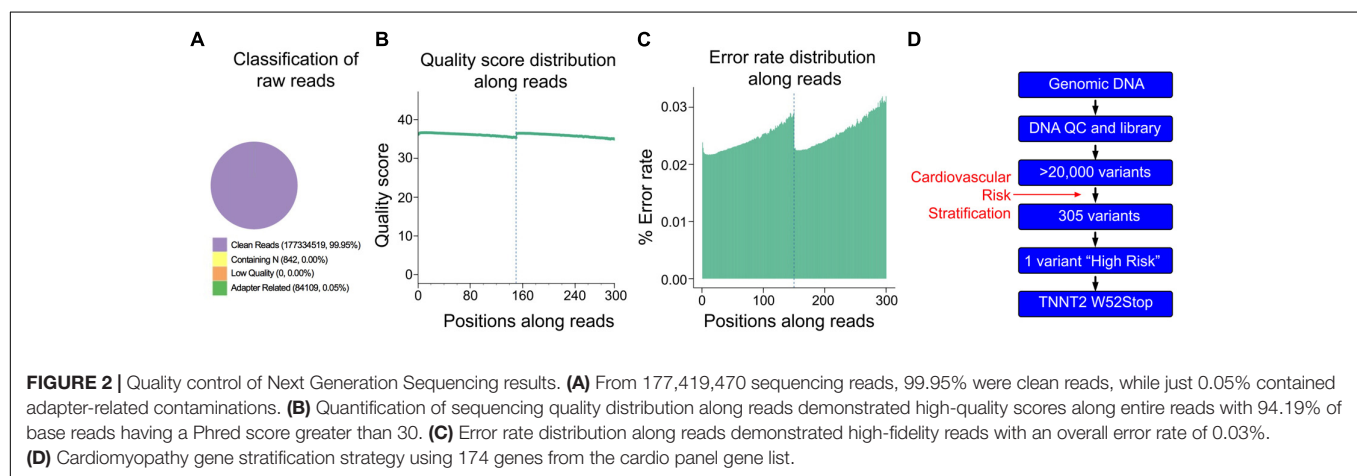 A
Classification of
raw reads
Clean Reads (177334519, 99.95%)
Containing N (842, 0.00%)
Low Quality (0, 0.00%)
Adapter Related (84109, 0.05%)
B
Quality score distribution
along reads
Quality score
40
30
20
10
0
0
160
300
Positions along reads
C
Error rate distribution
along reads
% Error rate
0.03
0.02
0.01
0.00
0
100
200
300
Positions along reads
D
Genomic DNA
DNA QC and library
>20,000 variants
Cardiovascular
Risk
Stratification
305 variants
1 variant “High Risk”
TNNT2 W52Stop
FIGURE 2 | Quality control of Next Generation Sequencing results. (A) From 177,419,470 sequencing reads, 99.95% were clean reads, while just 0.05% contained
adapter-related contaminations. (B) Quantification of sequencing quality distribution along reads demonstrated high-quality scores along entire reads with 94.19% of
base reads having a Phred score greater than 30. (C) Error rate distribution along reads demonstrated high-fidelity reads with an overall error rate of 0.03%.
(D) Cardiomyopathy gene stratification strategy using 174 genes from the cardio panel gene list.